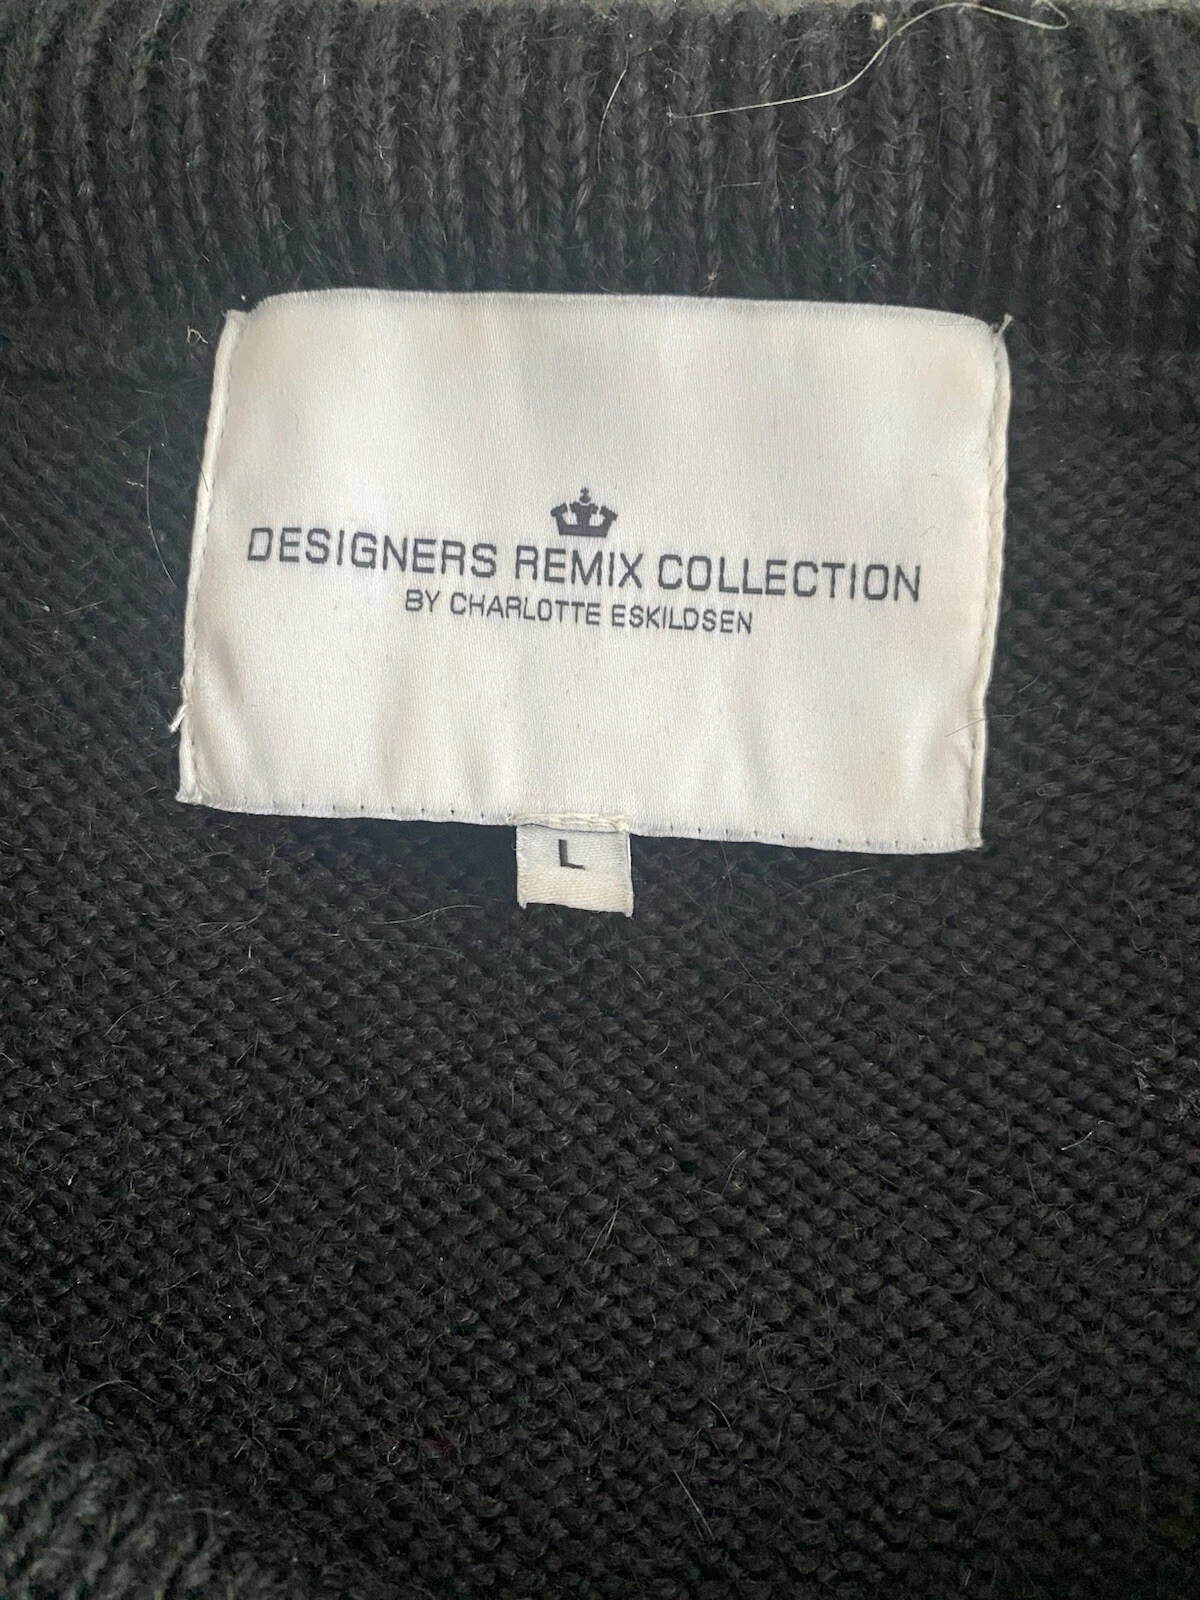 DESIGNERS REMIX COLLECTION
BY CHARLOTTE ESKILDSEN
L